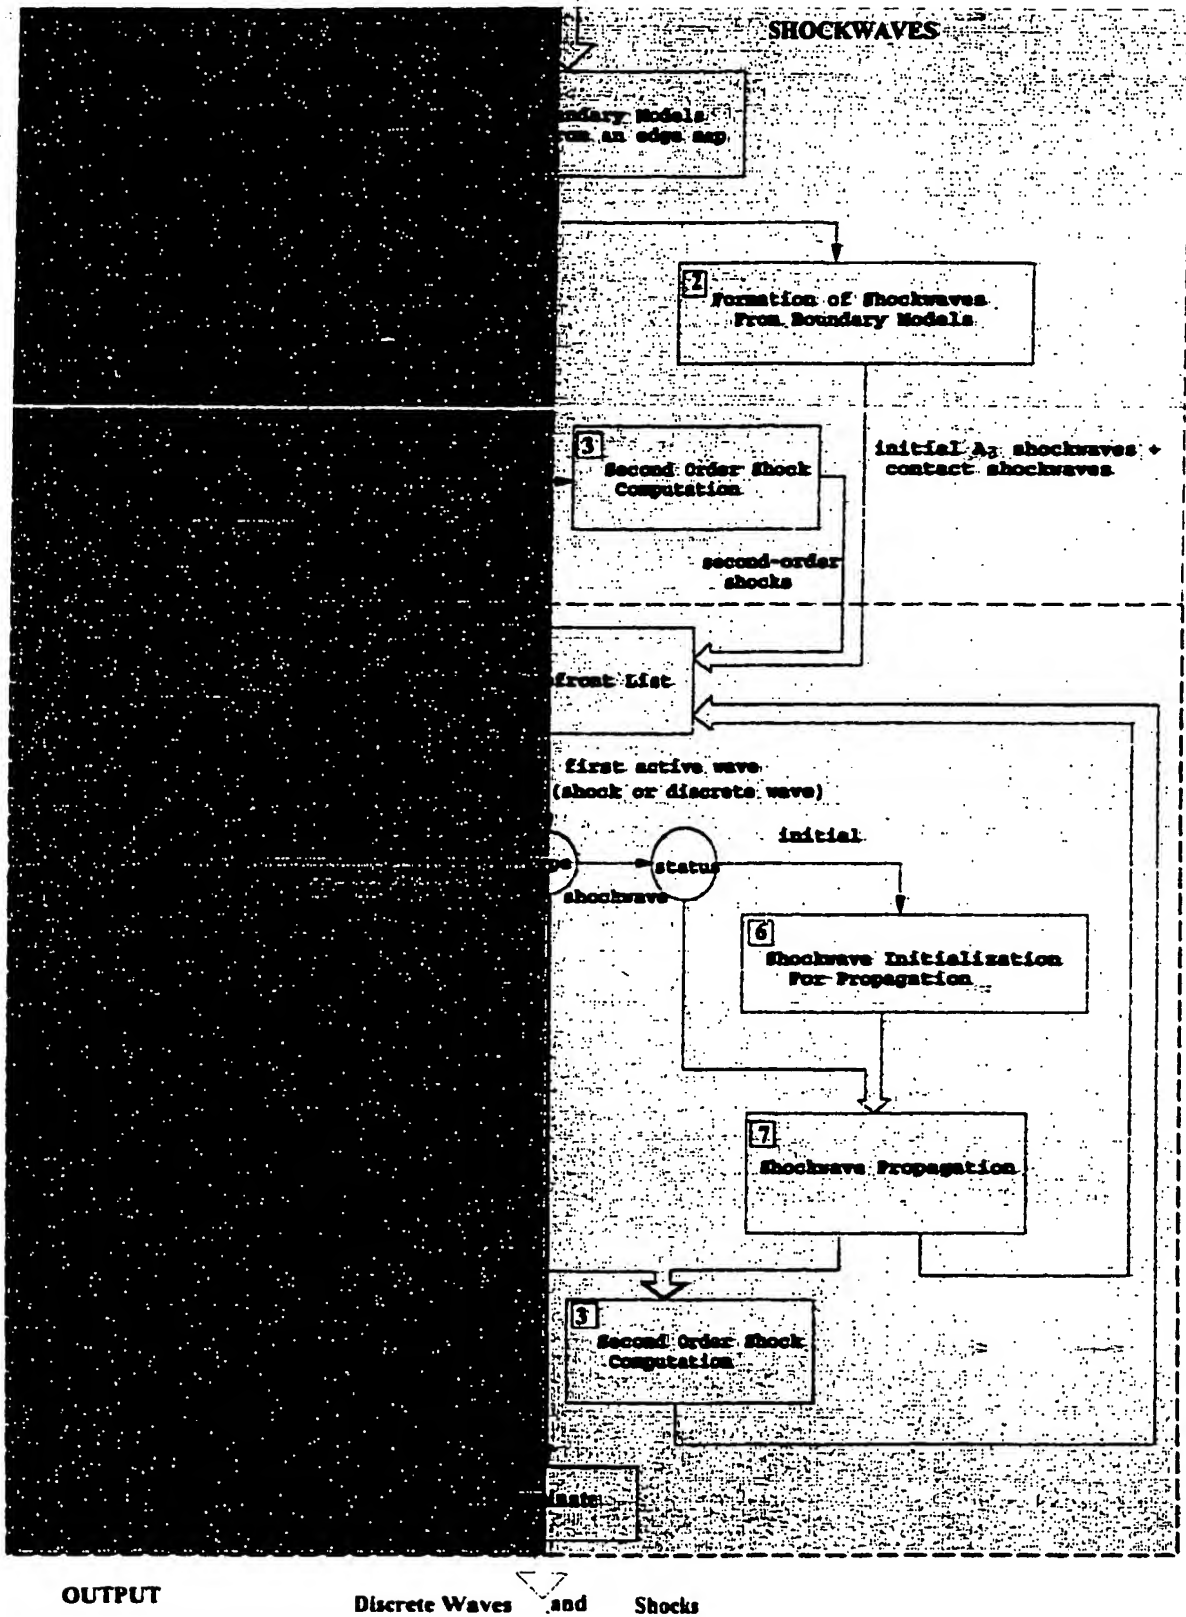 SHOCKWAVES
Models
an edge map
2
Formation of Shockwaves
From Boundary Models
initial A3 shockwaves +
contact shockwaves
3
Second Order Shock
Computation
second-order
shocks
List
first active wave
(shock or discrete wave)
initial
status
shockwave
6
Shockwave Initialization
For Propagation
7
Shockwave Propagation
3
Second Order Shock
Computation
OUTPUT
Discrete Waves and Shocks